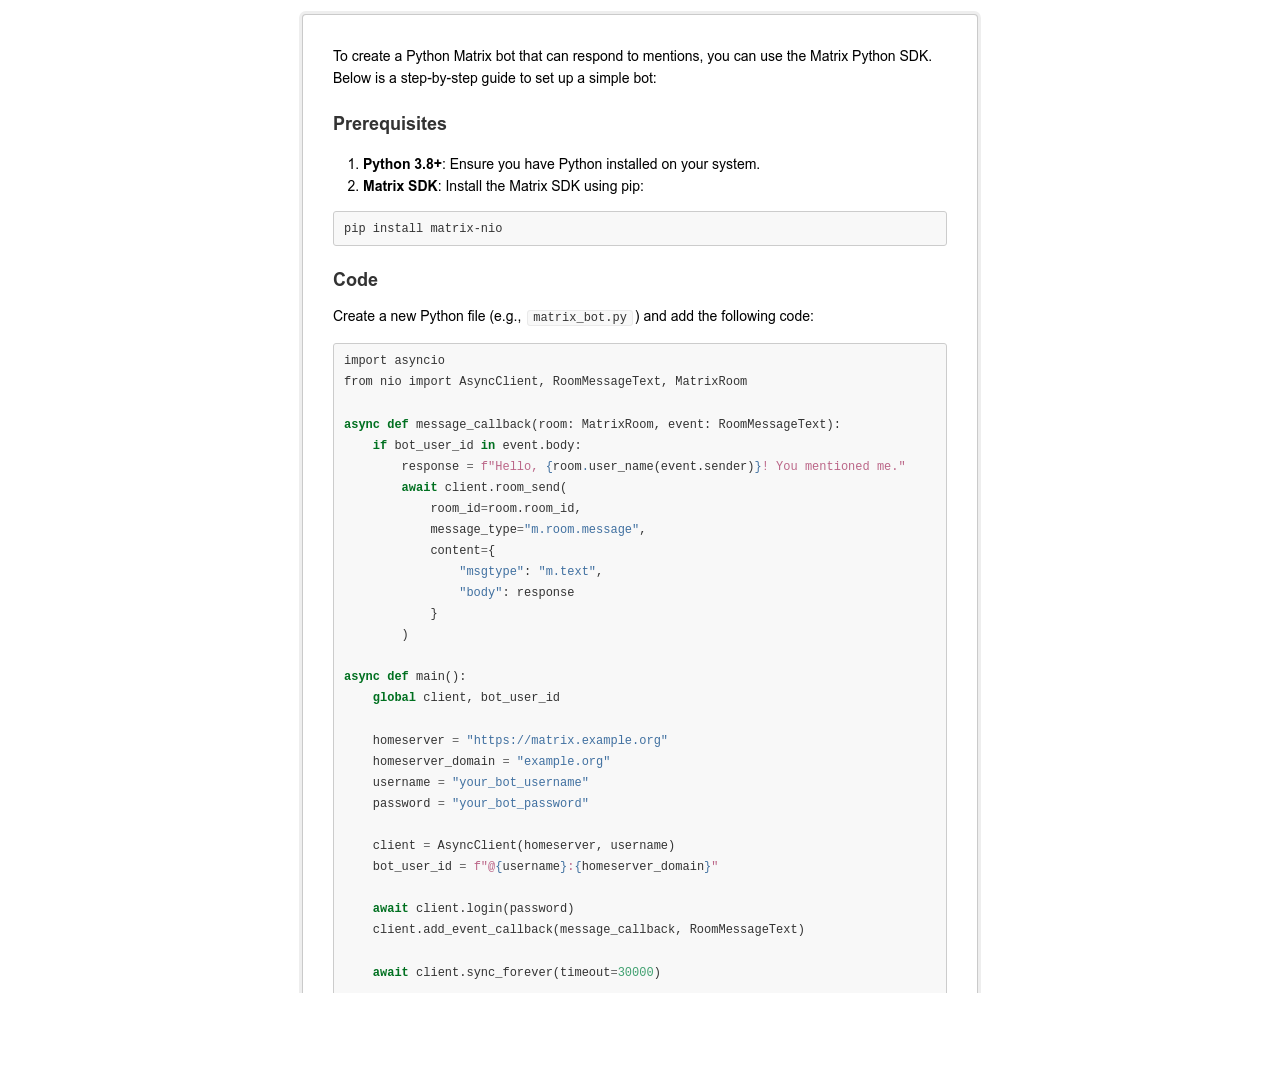 To create a Python Matrix bot that can respond to mentions, you can use the Matrix Python SDK.
Below is a step-by-step guide to set up a simple bot:
Prerequisites
1. Python 3.8+: Ensure you have Python installed on your system.
2. Matrix SDK: Install the Matrix SDK using pip:
pip install matrix-nio
Code
Create a new Python file (e.g., matrix_bot.py) and add the following code:
import asyncio
from nio import AsyncClient, RoomMessageText, MatrixRoom

async def message_callback(room: MatrixRoom, event: RoomMessageText):
    if bot_user_id in event.body:
        response = f"Hello, {room.user_name(event.sender)}! You mentioned me."
        await client.room_send(
            room_id=room.room_id,
            message_type="m.room.message",
            content={
                "msgtype": "m.text",
                "body": response
            }
        )

async def main():
    global client, bot_user_id

    homeserver = "https://matrix.example.org"
    homeserver_domain = "example.org"
    username = "your_bot_username"
    password = "your_bot_password"

    client = AsyncClient(homeserver, username)
    bot_user_id = f"@{username}:{homeserver_domain}"

    await client.login(password)
    client.add_event_callback(message_callback, RoomMessageText)

    await client.sync_forever(timeout=30000)